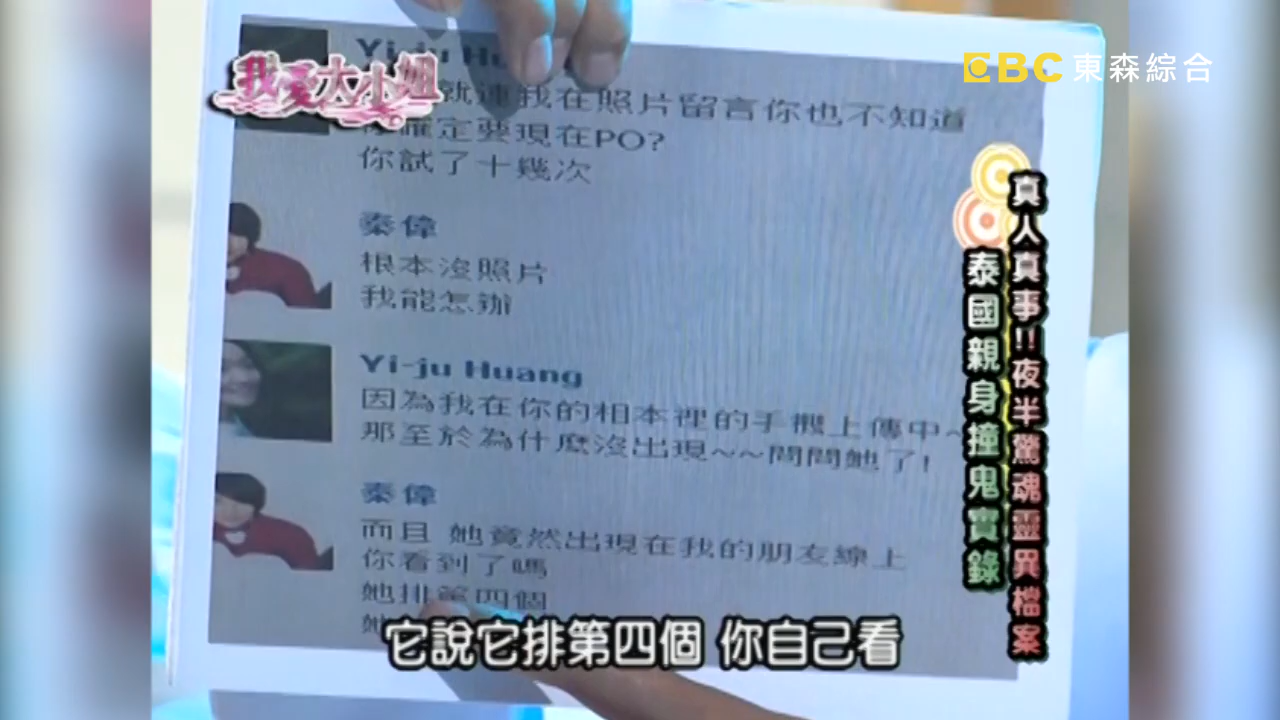 我愛大小姐
EBC 東森綜合
真人真事!!夜半驚魂靈異檔案
泰國親身撞鬼實錄
Yi-ju Hu
就連我在照片留言你也不知道
確定要現在PO?
你試了十幾次
秦偉
根本沒照片
我能怎辦
Yi-ju Huang
因為我在你的相本裡的手機上傳中~
那至於為什麼沒出現~~問問她了!
秦偉
而且 她竟然出現在我的朋友線上
你看到了嗎
她排第四個
她
它說它排第四個 你自己看